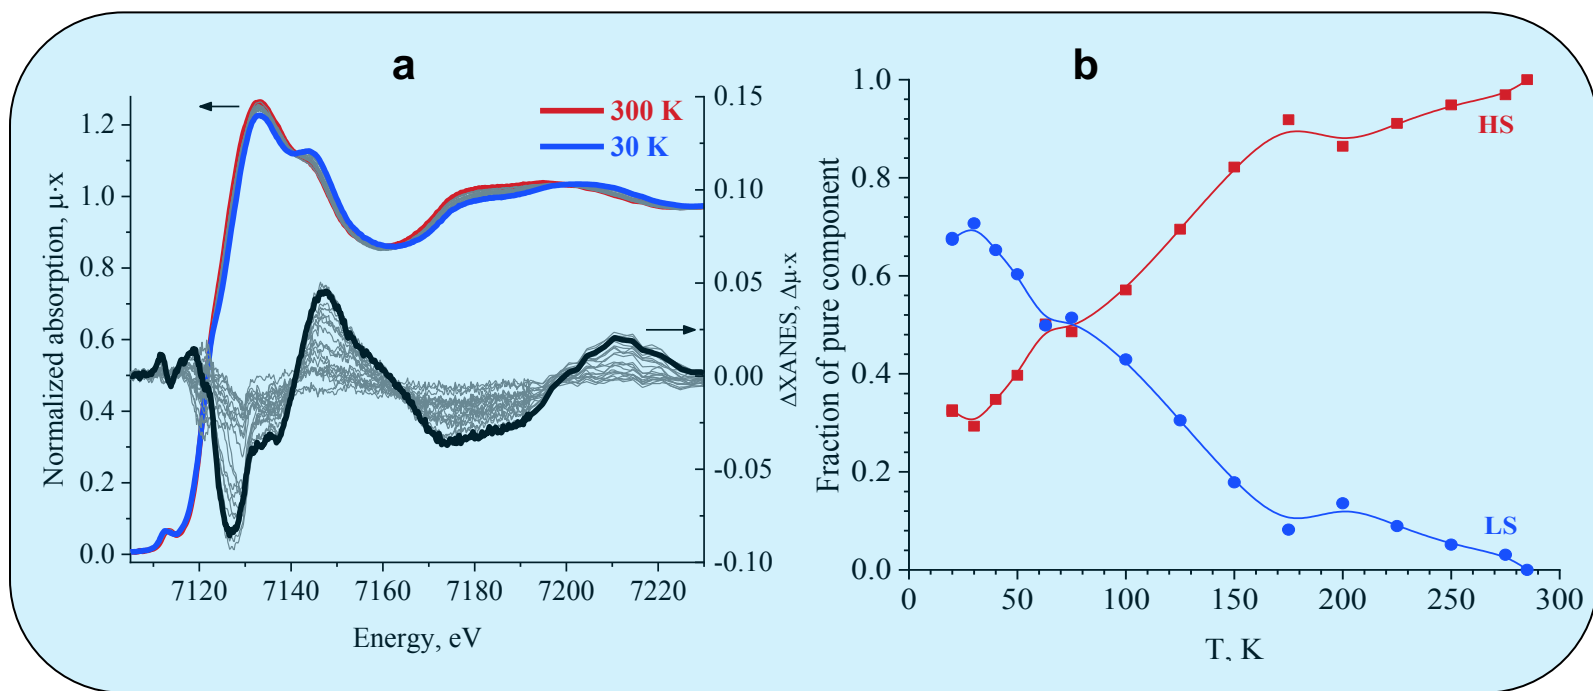 a
300 K
30 K
Normalized absorption, μ·x
1.2
1.0
0.8
0.6
0.4
0.2
0.0
7120 7140 7160 7180 7200 7220
Energy, eV
0.15
0.10
0.05
0.00
-0.05
-0.10
ΔXANES, Δμ·x
b
HS
LS
Fraction of pure component
1.0
0.8
0.6
0.4
0.2
0.0
0 50 100 150 200 250 300
T, K